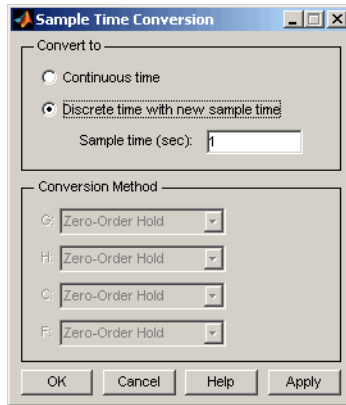 Sample Time Conversion
Convert to
Continuous time
Discrete time with new sample time
Sample time (sec): 1
Conversion Method
G: Zero-Order Hold
H: Zero-Order Hold
C: Zero-Order Hold
F: Zero-Order Hold
OK Cancel Help Apply